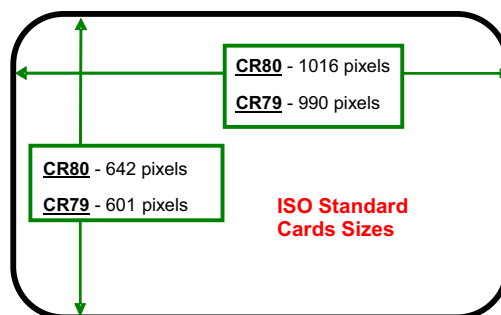 CR80 - 1016 pixels
CR79 - 990 pixels
CR80 - 642 pixels
CR79 - 601 pixels
ISO Standard
Cards Sizes